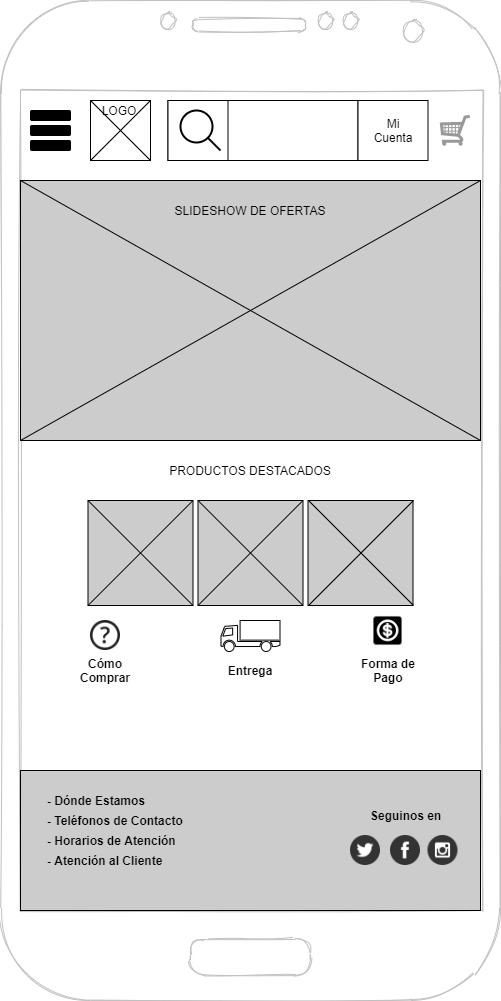 LOGO
Mi
Cuenta
SLIDESHOW DE OFERTAS
PRODUCTOS DESTACADOS
Cómo
Comprar
Entrega
Forma de
Pago
- Dónde Estamos
- Teléfonos de Contacto
- Horarios de Atención
- Atención al Cliente
Seguinos en